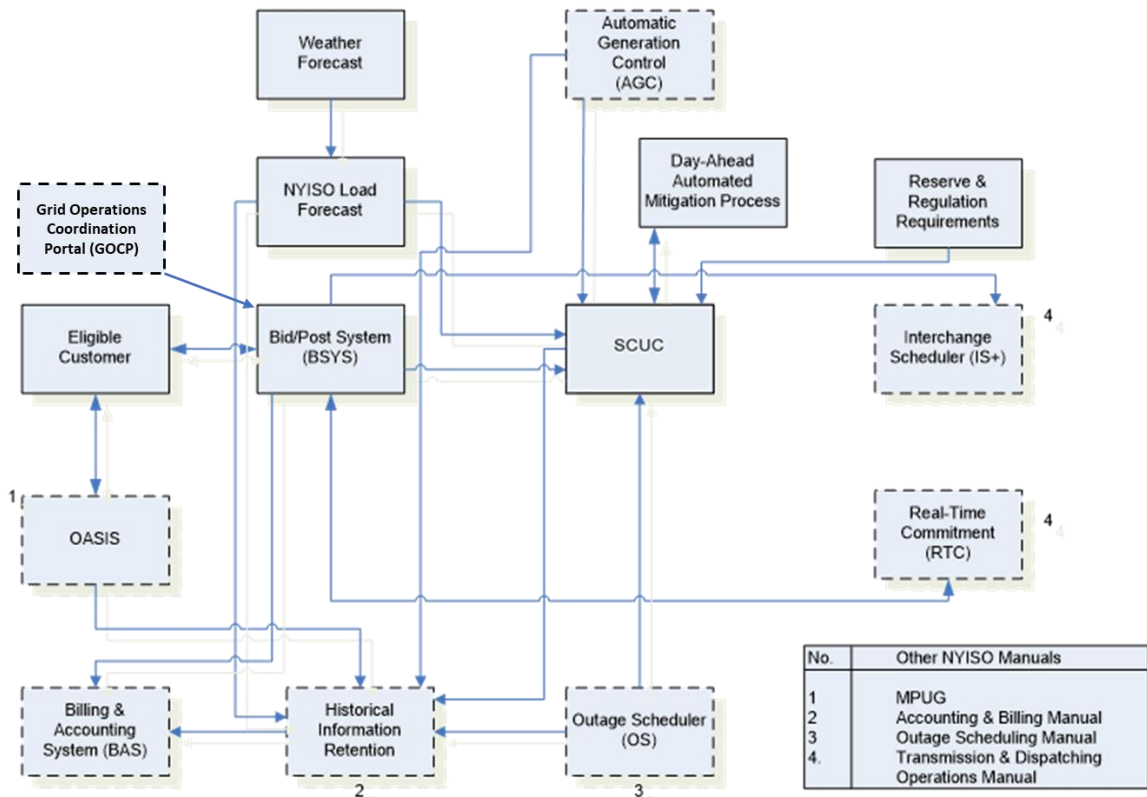 Weather
Forecast
Automatic
Generation
Control
(AGC)
NYISO Load
Forecast
Day-Ahead
Automated
Mitigation Process
Reserve &
Regulation
Requirements
Grid Operations
Coordination
Portal (GOCP)
Eligible
Customer
Bid/Post System
(BSYS)
SCUC
Interchange
Scheduler (IS+)
4
4
1
OASIS
Real-Time
Commitment
(RTC)
4
4
Billing &
Accounting
System (BAS)
Historical
Information
Retention
2
Outage Scheduler
(OS)
3
No. Other NYISO Manuals
1 MPUG
2 Accounting & Billing Manual
3 Outage Scheduling Manual
4. Transmission & Dispatching
Operations Manual